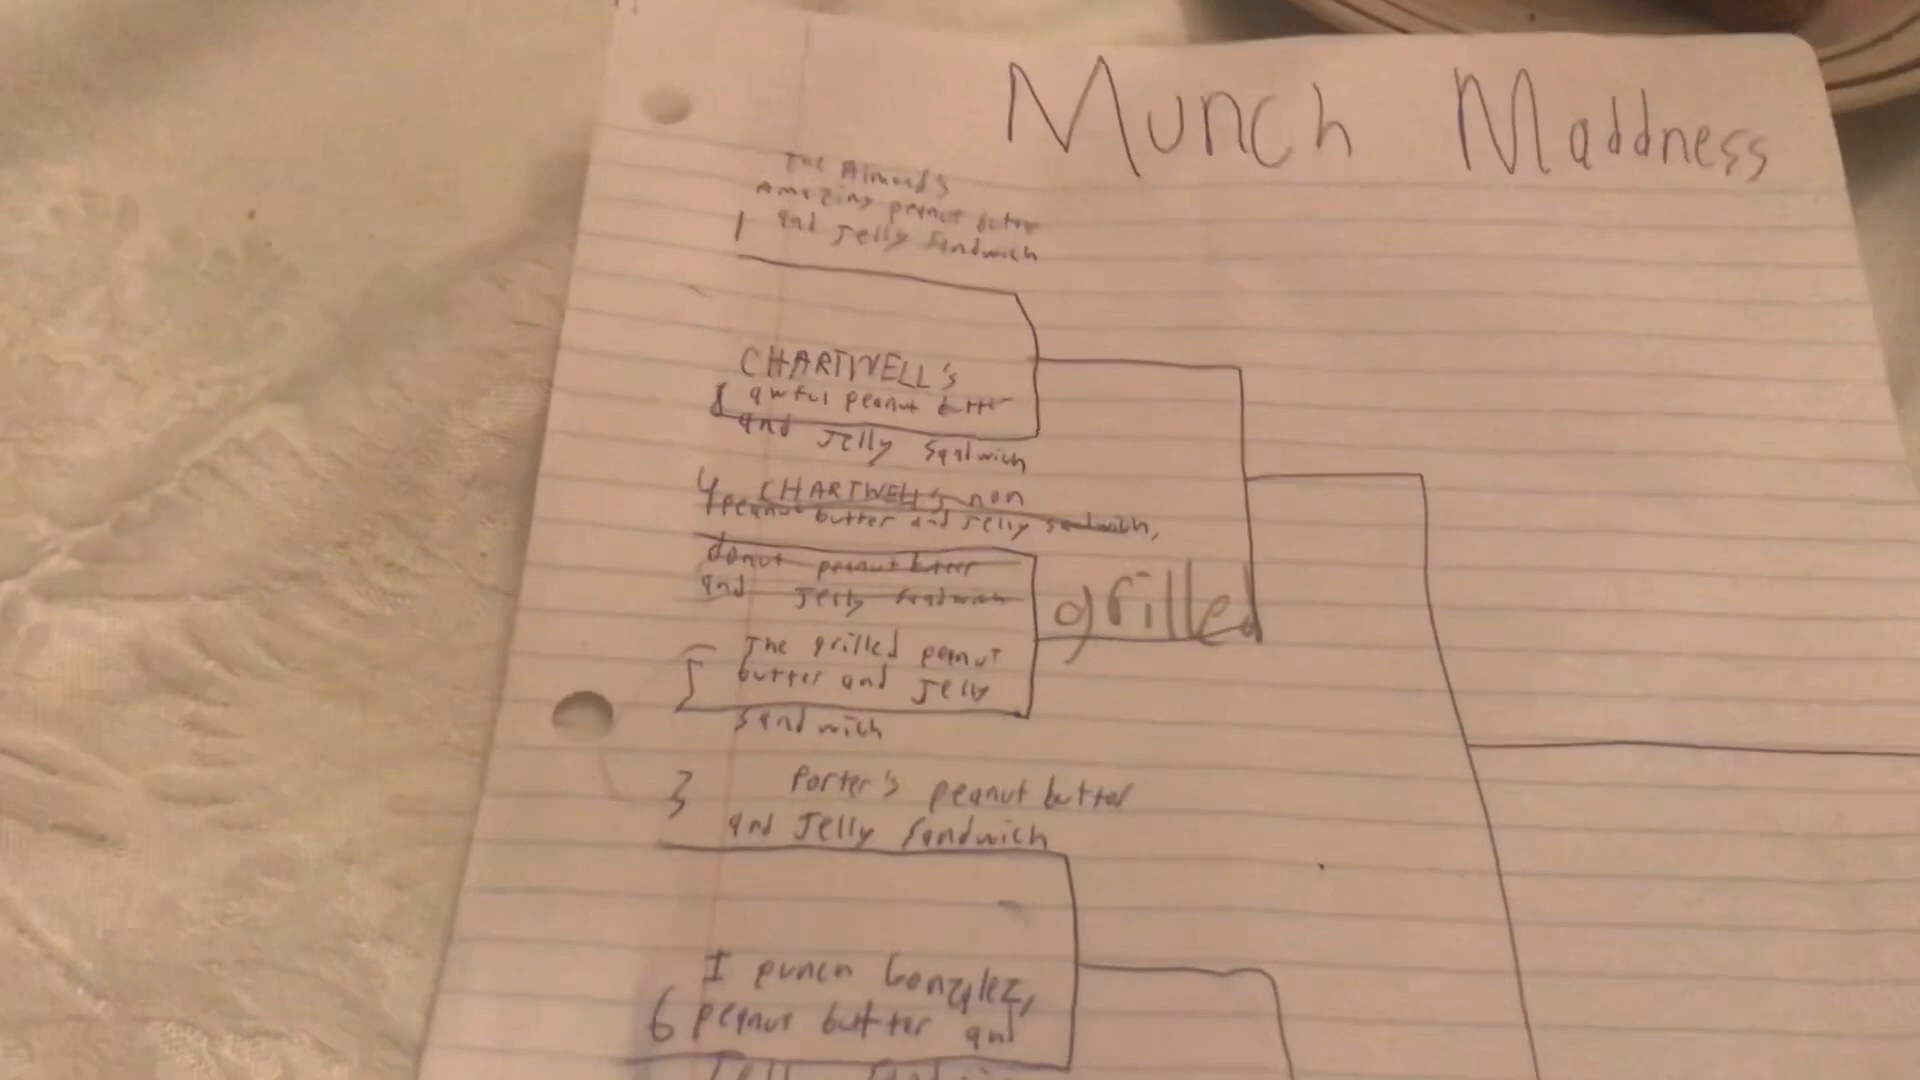 Munch Maddness
The Almond's
Amazing peanut butter
1 and Jelly Sandwich
CHARTWELL's
8 awful peanut butter
and Jelly Sandwich
4 CHARTWELL's non
peanut butter and Jelly sandwich,
donut peanut butter
and Jelly Sandwich
grilled
The grilled peanut
5 butter and Jelly
sandwich
3 Porter's peanut butter
and Jelly Sandwich
I punch Gonzalez,
6 peanut butter and